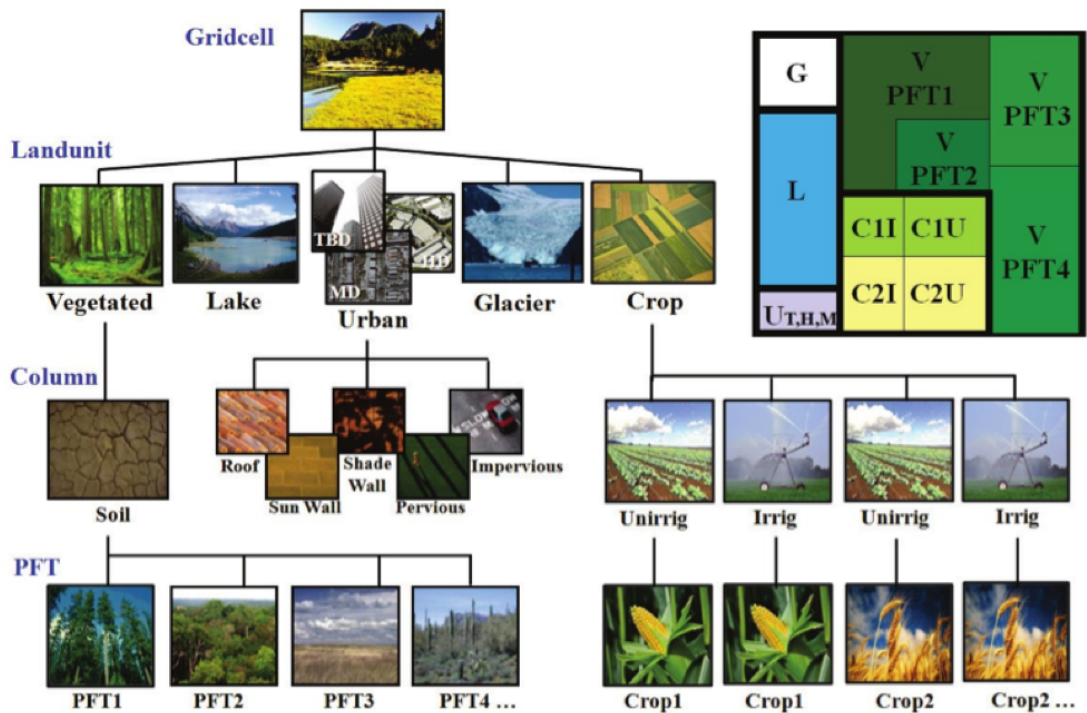 Gridcell
G
V
PFT1
V
PFT2
V
PFT3
V
PFT4
L
C1I
C1U
C2I
C2U
UT,H,M
Landunit
TBD
HD
MD
Vegetated
Lake
Urban
Glacier
Crop
Column
SLOW
SLOW
Roof
Sun Wall
Shade
Wall
Pervious
Impervious
Soil
Unirrig
Irrig
Unirrig
Irrig
PFT
PFT1
PFT2
PFT3
PFT4 ...
Crop1
Crop1
Crop2
Crop2 ...